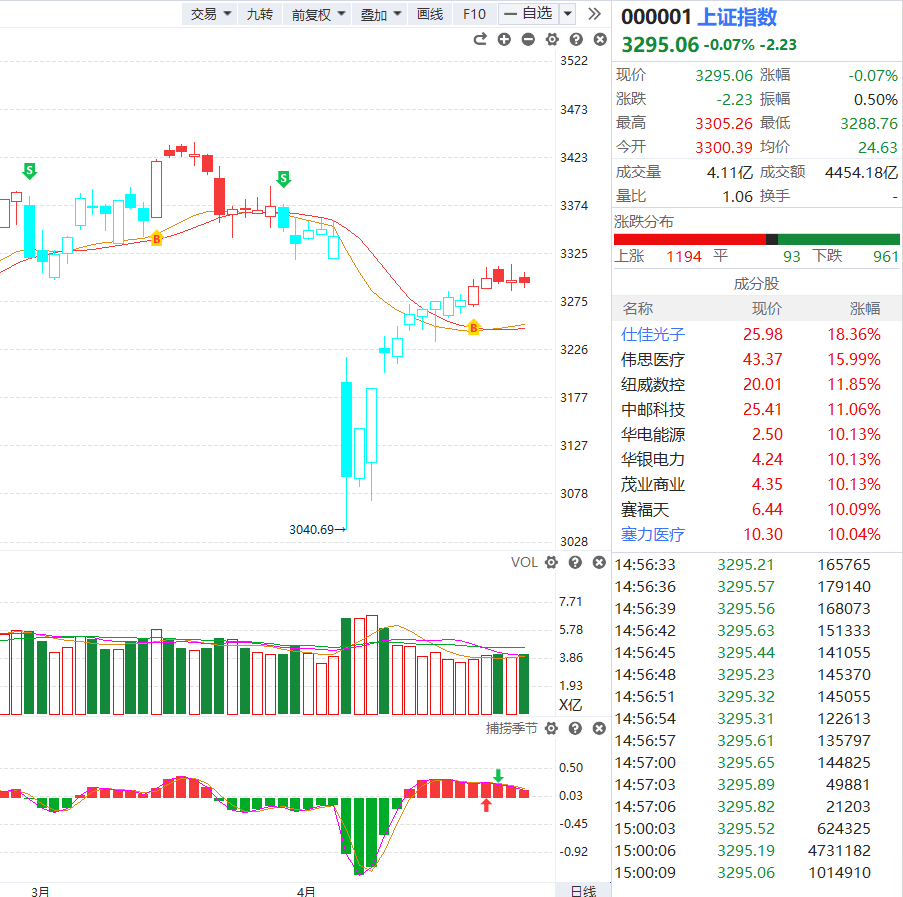 交易 九转 前复权 叠加 画线 F10 自选
000001 上证指数
3295.06 -0.07% -2.23
现价 3295.06 涨幅 -0.07%
涨跌 -2.23 振幅 0.50%
最高 3305.26 最低 3288.76
今开 3300.39 均价 24.63
成交量 4.11亿 成交额 4454.18亿
量比 1.06 换手 -
涨跌分布
上涨 1194 平 93 下跌 961
成分股
名称 现价 涨幅
仕佳光子 25.98 18.36%
伟思医疗 43.37 15.99%
纽威数控 20.01 11.85%
中邮科技 25.41 11.06%
华电能源 2.50 10.13%
华银电力 4.24 10.13%
茂业商业 4.35 10.13%
赛福天 6.44 10.09%
塞力医疗 10.30 10.04%
14:56:33 3295.21 165765
14:56:36 3295.57 179140
14:56:39 3295.56 168073
14:56:42 3295.63 151333
14:56:45 3295.44 141055
14:56:48 3295.23 145370
14:56:51 3295.32 145055
14:56:54 3295.31 122613
14:56:57 3295.61 135797
14:57:00 3295.65 144825
14:57:03 3295.89 49881
14:57:06 3295.82 21203
15:00:03 3295.52 624325
15:00:06 3295.19 4731182
15:00:09 3295.06 1014910
3522
3473
3423
3374
3325
3275
3226
3177
3127
3078
3028
S
B
S
B
3040.69
VOL
7.71
5.78
3.86
1.93
X亿
捕捞季节
0.50
0.03
-0.45
-0.92
3月 4月 日线